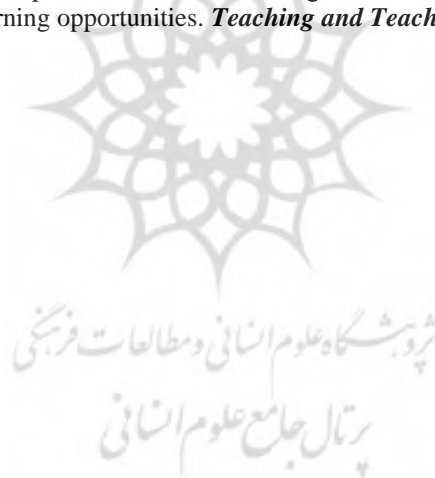 rning opportunities. Teaching and Teach
پژوهشگاه علوم انسانی و مطالعات فرهنگی
پرتال جامع علوم انسانی